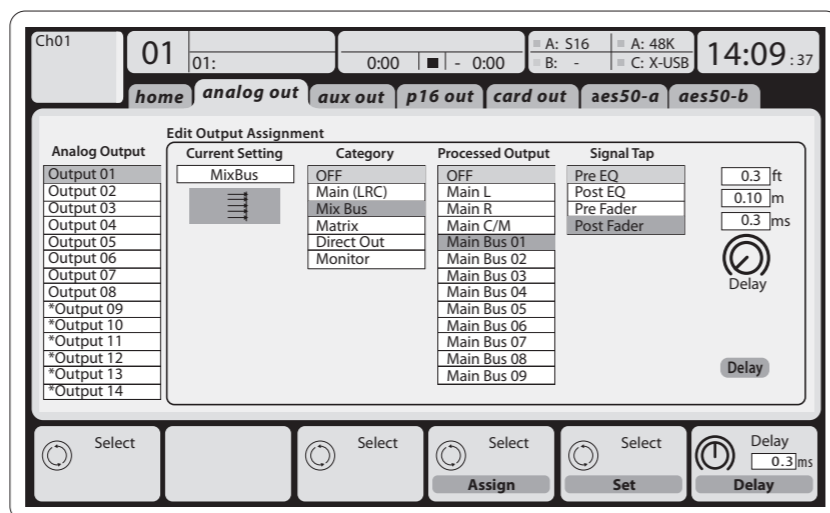 Ch01
01
01:
0:00 - 0:00
A: S16 A: 48K
B: - C: X-USB
14:09 :37
home analog out aux out p16 out card out aes50-a aes50-b
Edit Output Assignment
Analog Output Current Setting Category Processed Output Signal Tap
Output 01 MixBus OFF OFF Pre EQ 0.3 ft
Output 02 Main (LRC) Main L Post EQ 0.10 m
Output 03 Mix Bus Main R Pre Fader 0.3 ms
Output 04 Matrix Main C/M Post Fader
Output 05 Direct Out Main Bus 01
Output 06 Monitor Main Bus 02
Output 07 Main Bus 03 Delay
Output 08 Main Bus 04
*Output 09 Main Bus 05
*Output 10 Main Bus 06
*Output 11 Main Bus 07
*Output 12 Main Bus 08 Delay
*Output 13 Main Bus 09
*Output 14
Select Select Select Select Delay
0.3 ms
Assign Set Delay